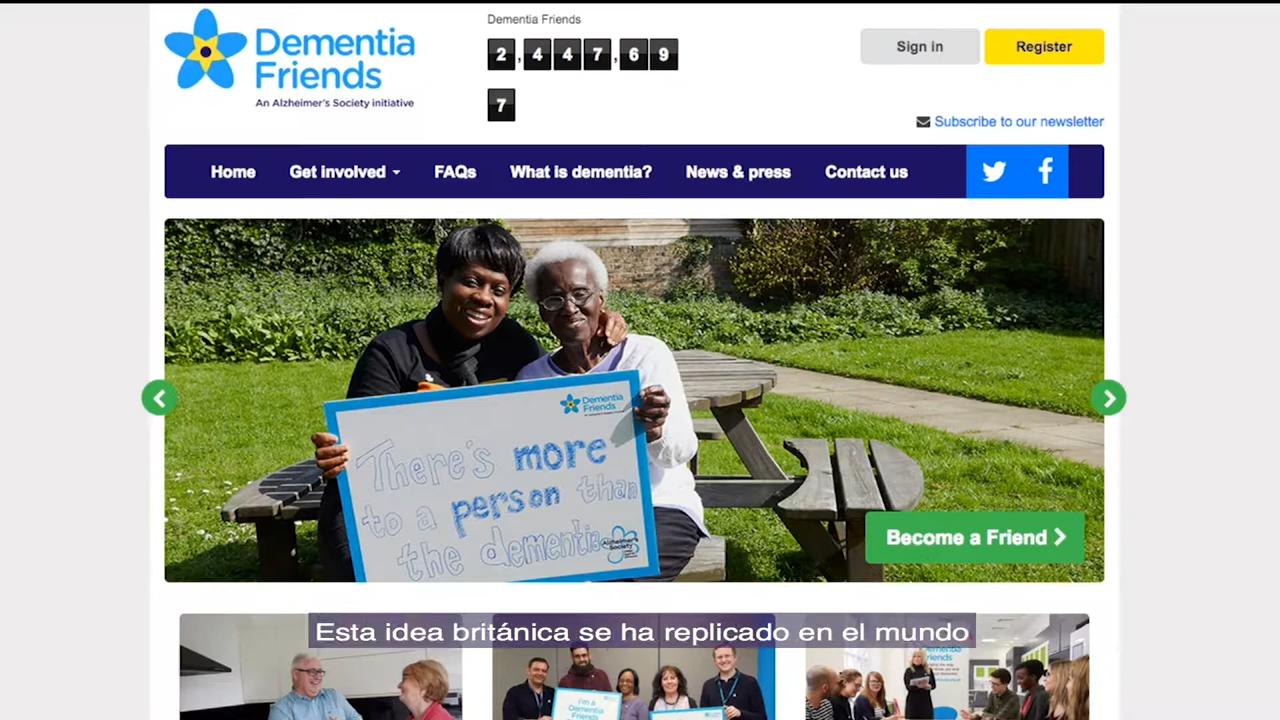 Dementia
Friends
An Alzheimer's Society initiative
Dementia Friends
2,447,69
7
Sign in
Register
Subscribe to our newsletter
Home
Get involved
FAQs
What is dementia?
News & press
Contact us
Dementia
Friends
There's more
to a person than
the dementia
Alzheimer's
Society
Become a Friend
Esta idea británica se ha replicado en el mundo
I'm a
Dementia
Friends
Dementia
Friends